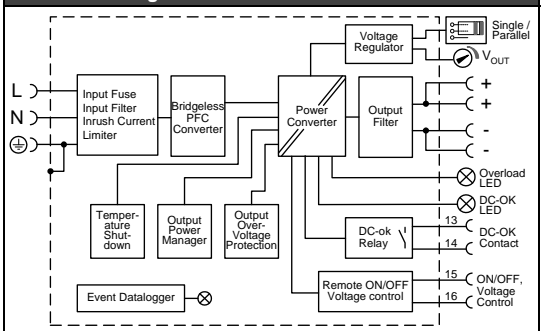 Single /
Parallel
Voltage
Regulator
VOUT
L
N
Input Fuse
Input Filter
Inrush Current
Limiter
Bridgeless
PFC
Converter
Power
Converter
Output
Filter
+
+
-
-
Overload
LED
DC-OK
LED
Temper-
ature
Shut-
down
Output
Power
Manager
Output
Over-
Voltage
Protection
DC-ok
Relay
13
14
DC-OK
Contact
Event Datalogger
Remote ON/OFF
Voltage control
15
16
ON/OFF,
Voltage
Control